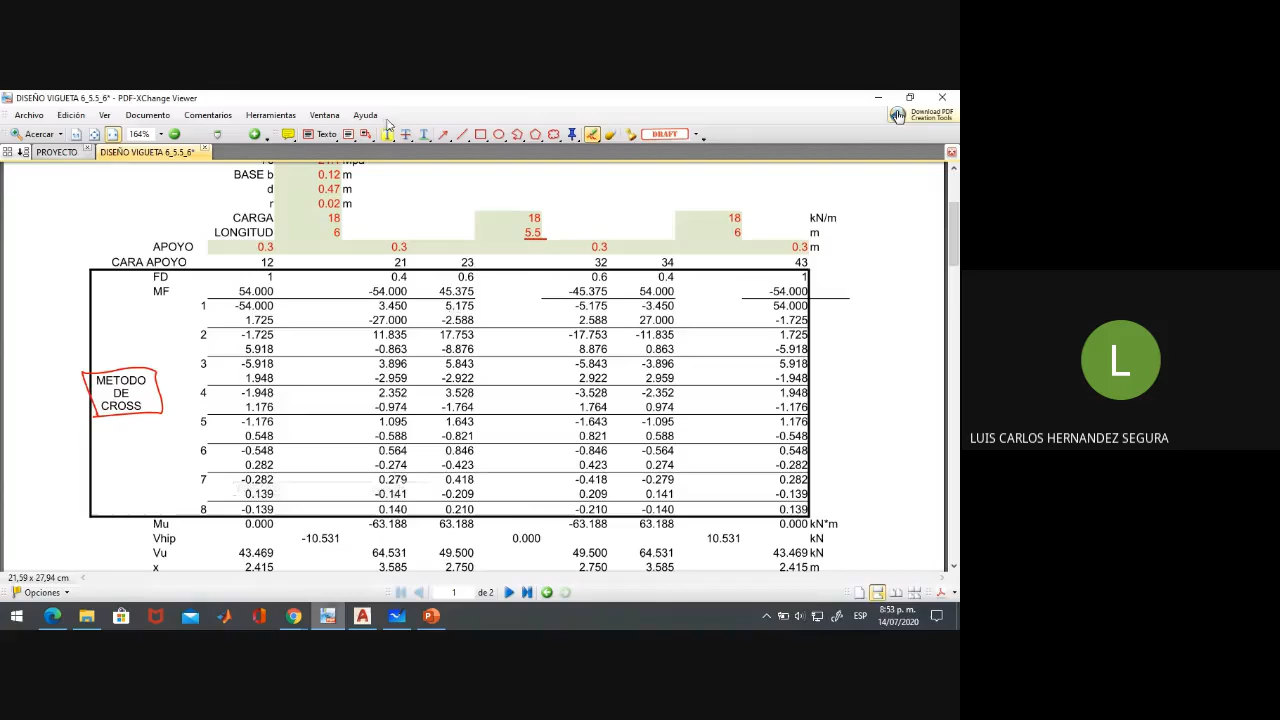 DISEÑO VIGUETA 6_5.5_6* - PDF-XChange Viewer
Archivo Edición Ver Documento Comentarios Herramientas Ventana Ayuda
Download PDF
Creation Tools
Acercar 164% Texto DRAFT
PROYECTO DISEÑO VIGUETA 6_5.5_6*
BASE b 0.12 m
d 0.47 m
r 0.02 m
CARGA 18 18 18 kN/m
LONGITUD 6 5.5 6 m
APOYO 0.3 0.3 0.3 0.3 m
CARA APOYO 12 21 23 32 34 43
FD 1 0.4 0.6 0.6 0.4 1
MF 54.000 -54.000 45.375 -45.375 54.000 -54.000
1 -54.000 3.450 5.175 -5.175 -3.450 54.000
1.725 -27.000 -2.588 2.588 27.000 -1.725
2 -1.725 11.835 17.753 -17.753 -11.835 1.725
5.918 -0.863 -8.876 8.876 0.863 -5.918
3 -5.918 3.896 5.843 -5.843 -3.896 5.918
1.948 -2.959 -2.922 2.922 2.959 -1.948
4 -1.948 2.352 3.528 -3.528 -2.352 1.948
1.176 -0.974 -1.764 1.764 0.974 -1.176
5 -1.176 1.095 1.643 -1.643 -1.095 1.176
0.548 -0.588 -0.821 0.821 0.588 -0.548
6 -0.548 0.564 0.846 -0.846 -0.564 0.548
0.282 -0.274 -0.423 0.423 0.274 -0.282
7 -0.282 0.279 0.418 -0.418 -0.279 0.282
0.139 -0.141 -0.209 0.209 0.141 -0.139
8 -0.139 0.140 0.210 -0.210 -0.140 0.139
METODO
DE
CROSS
Mu 0.000 -63.188 63.188 -63.188 63.188 0.000 kN*m
Vhip -10.531 0.000 10.531 kN
Vu 43.469 64.531 49.500 49.500 64.531 43.469 kN
x 2.415 3.585 2.750 2.750 3.585 2.415 m
21,59 x 27,94 cm
Opciones 1 de 2
ESP 8:53 p. m.
14/07/2020
L
LUIS CARLOS HERNANDEZ SEGURA